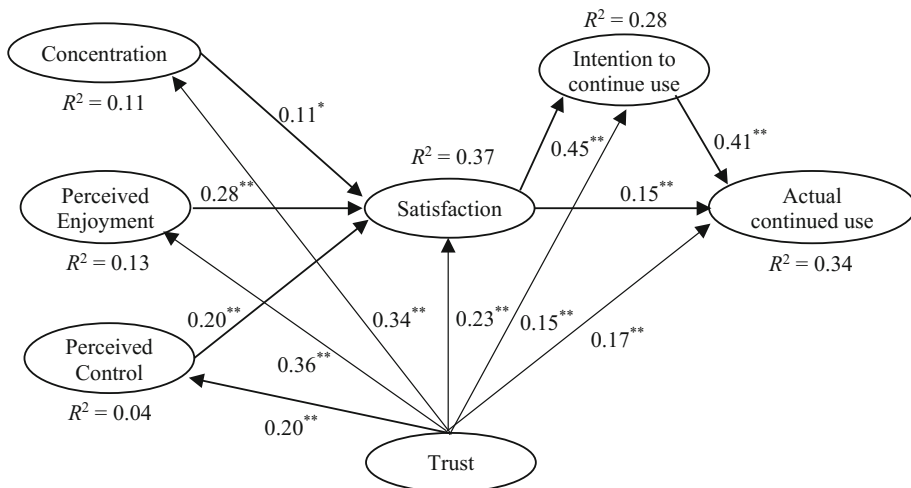 R² = 0.28
Concentration
Intention to
continue use
R² = 0.11
0.11*
R² = 0.37
0.45**
0.41**
Perceived
Enjoyment
0.28**
Satisfaction
0.15**
Actual
continued use
R² = 0.13
R² = 0.34
0.20**
0.34**
0.23**
0.15**
0.17**
Perceived
Control
0.36**
R² = 0.04
0.20**
Trust